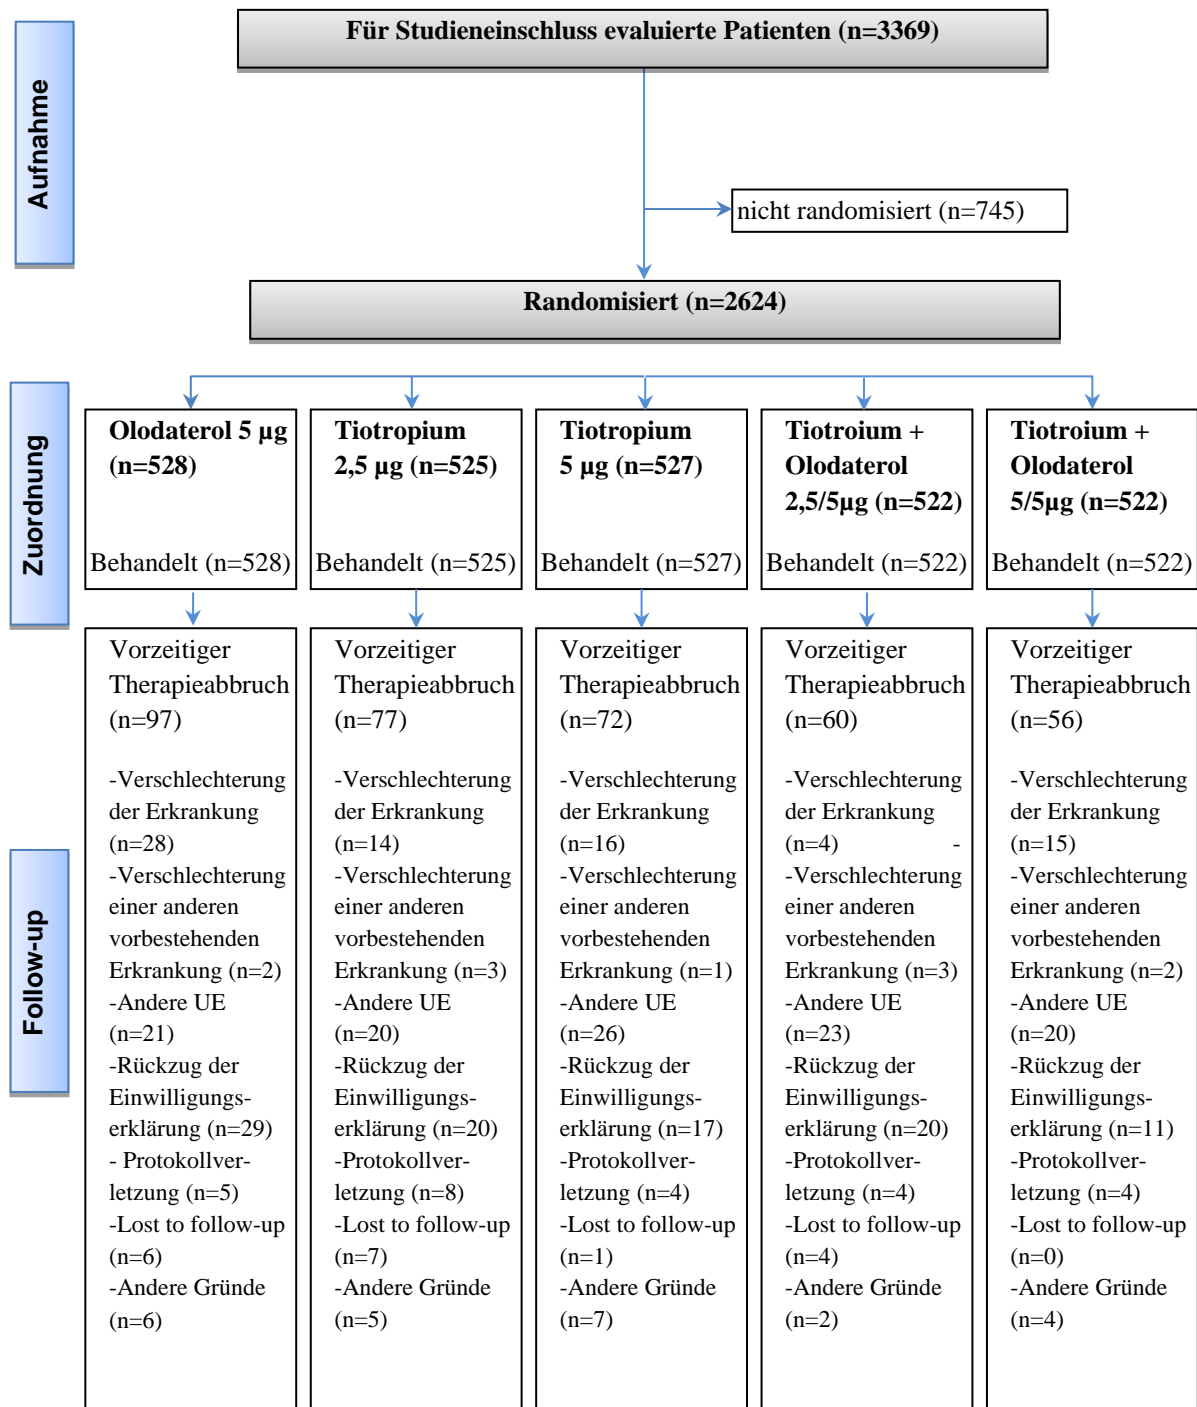 Aufnahme
Für Studieneinschluss evaluierte Patienten (n=3369)
nicht randomisiert (n=745)
Randomisiert (n=2624)
Zuordnung
Olodaterol 5 µg
(n=528)
Behandelt (n=528)
Tiotropium
2,5 µg (n=525)
Behandelt (n=525)
Tiotropium
5 µg (n=527)
Behandelt (n=527)
Tiotroium +
Olodaterol
2,5/5µg (n=522)
Behandelt (n=522)
Tiotroium +
Olodaterol
5/5µg (n=522)
Behandelt (n=522)
Follow-up
Vorzeitiger
Therapieabbruch
(n=97)
-Verschlechterung
der Erkrankung
(n=28)
-Verschlechterung
einer anderen
vorbestehenden
Erkrankung (n=2)
-Andere UE
(n=21)
-Rückzug der
Einwilligungs-
erklärung (n=29)
- Protokollver-
letzung (n=5)
-Lost to follow-up
(n=6)
-Andere Gründe
(n=6)
Vorzeitiger
Therapieabbruch
(n=77)
-Verschlechterung
der Erkrankung
(n=14)
-Verschlechterung
einer anderen
vorbestehenden
Erkrankung (n=3)
-Andere UE
(n=20)
-Rückzug der
Einwilligungs-
erklärung (n=20)
-Protokollver-
letzung (n=8)
-Lost to follow-up
(n=7)
-Andere Gründe
(n=5)
Vorzeitiger
Therapieabbruch
(n=72)
-Verschlechterung
der Erkrankung
(n=16)
-Verschlechterung
einer anderen
vorbestehenden
Erkrankung (n=1)
-Andere UE
(n=26)
-Rückzug der
Einwilligungs-
erklärung (n=17)
-Protokollver-
letzung (n=4)
-Lost to follow-up
(n=1)
-Andere Gründe
(n=7)
Vorzeitiger
Therapieabbruch
(n=60)
-Verschlechterung
der Erkrankung
(n=4) -
-Verschlechterung
einer anderen
vorbestehenden
Erkrankung (n=3)
-Andere UE
(n=23)
-Rückzug der
Einwilligungs-
erklärung (n=20)
-Protokollver-
letzung (n=4)
-Lost to follow-up
(n=4)
-Andere Gründe
(n=2)
Vorzeitiger
Therapieabbruch
(n=56)
-Verschlechterung
der Erkrankung
(n=15)
-Verschlechterung
einer anderen
vorbestehenden
Erkrankung (n=2)
-Andere UE
(n=20)
-Rückzug der
Einwilligungs-
erklärung (n=11)
-Protokollver-
letzung (n=4)
-Lost to follow-up
(n=0)
-Andere Gründe
(n=4)